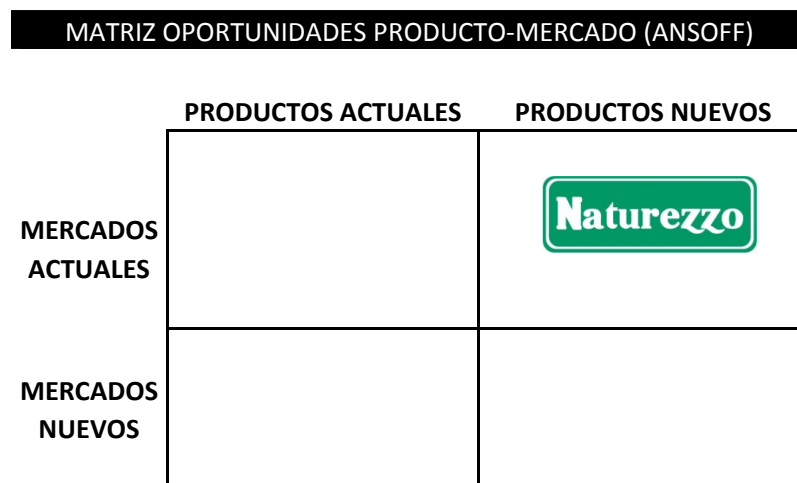 MATRIZ OPORTUNIDADES PRODUCTO-MERCADO (ANSOFF)
PRODUCTOS ACTUALES PRODUCTOS NUEVOS
Naturezzo
MERCADOS
ACTUALES
MERCADOS
NUEVOS